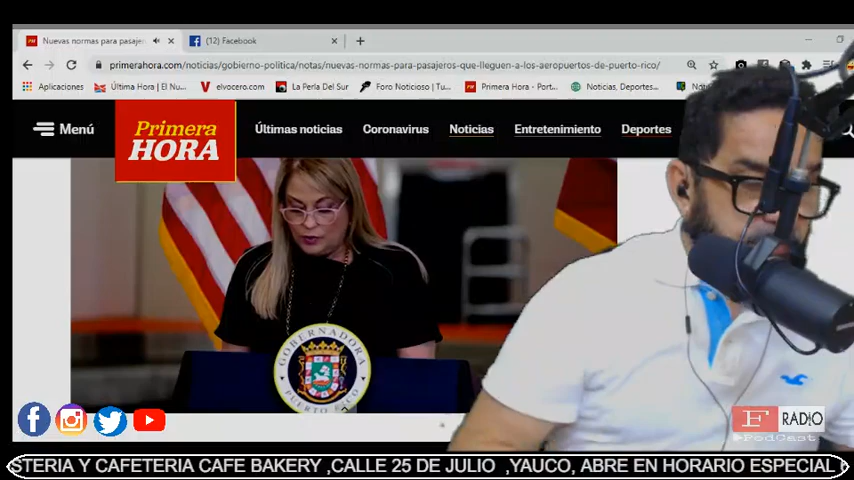 Nuevas normas para pasaje
(12) Facebook
primerahora.com/noticias/gobierno-politica/notas/nuevas-normas-para-pasajeros-que-lleguen-a-los-aeropuertos-de-puerto-rico/
Aplicaciones
Última Hora | El Nu...
elvocero.com
La Perla Del Sur
Foro Noticioso | Tu...
Primera Hora - Port...
Noticias, Deportes...
Menú
Primera
HORA
Últimas noticias
Coronavirus
Noticias
Entretenimiento
Deportes
GOBERNADORA
PUERTO RICO
F RADIO
PodCast
STERIA Y CAFETERIA CAFE BAKERY ,CALLE 25 DE JULIO ,YAUCO, ABRE EN HORARIO ESPECIAL